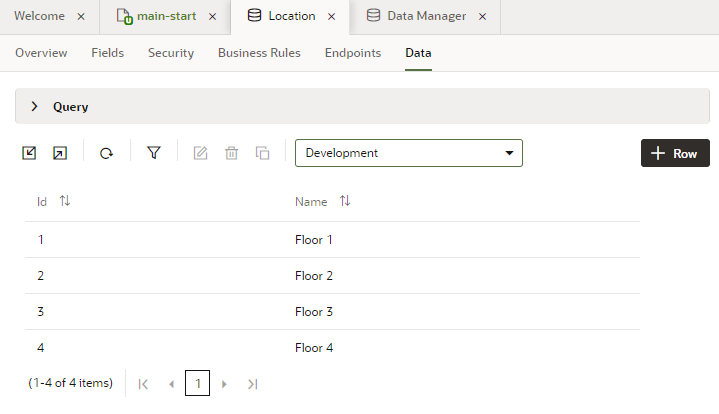 Welcome × main-start × Location × Data Manager ×
Overview Fields Security Business Rules Endpoints Data
Query
Development + Row
Id Name
1 Floor 1
2 Floor 2
3 Floor 3
4 Floor 4
(1-4 of 4 items) 1